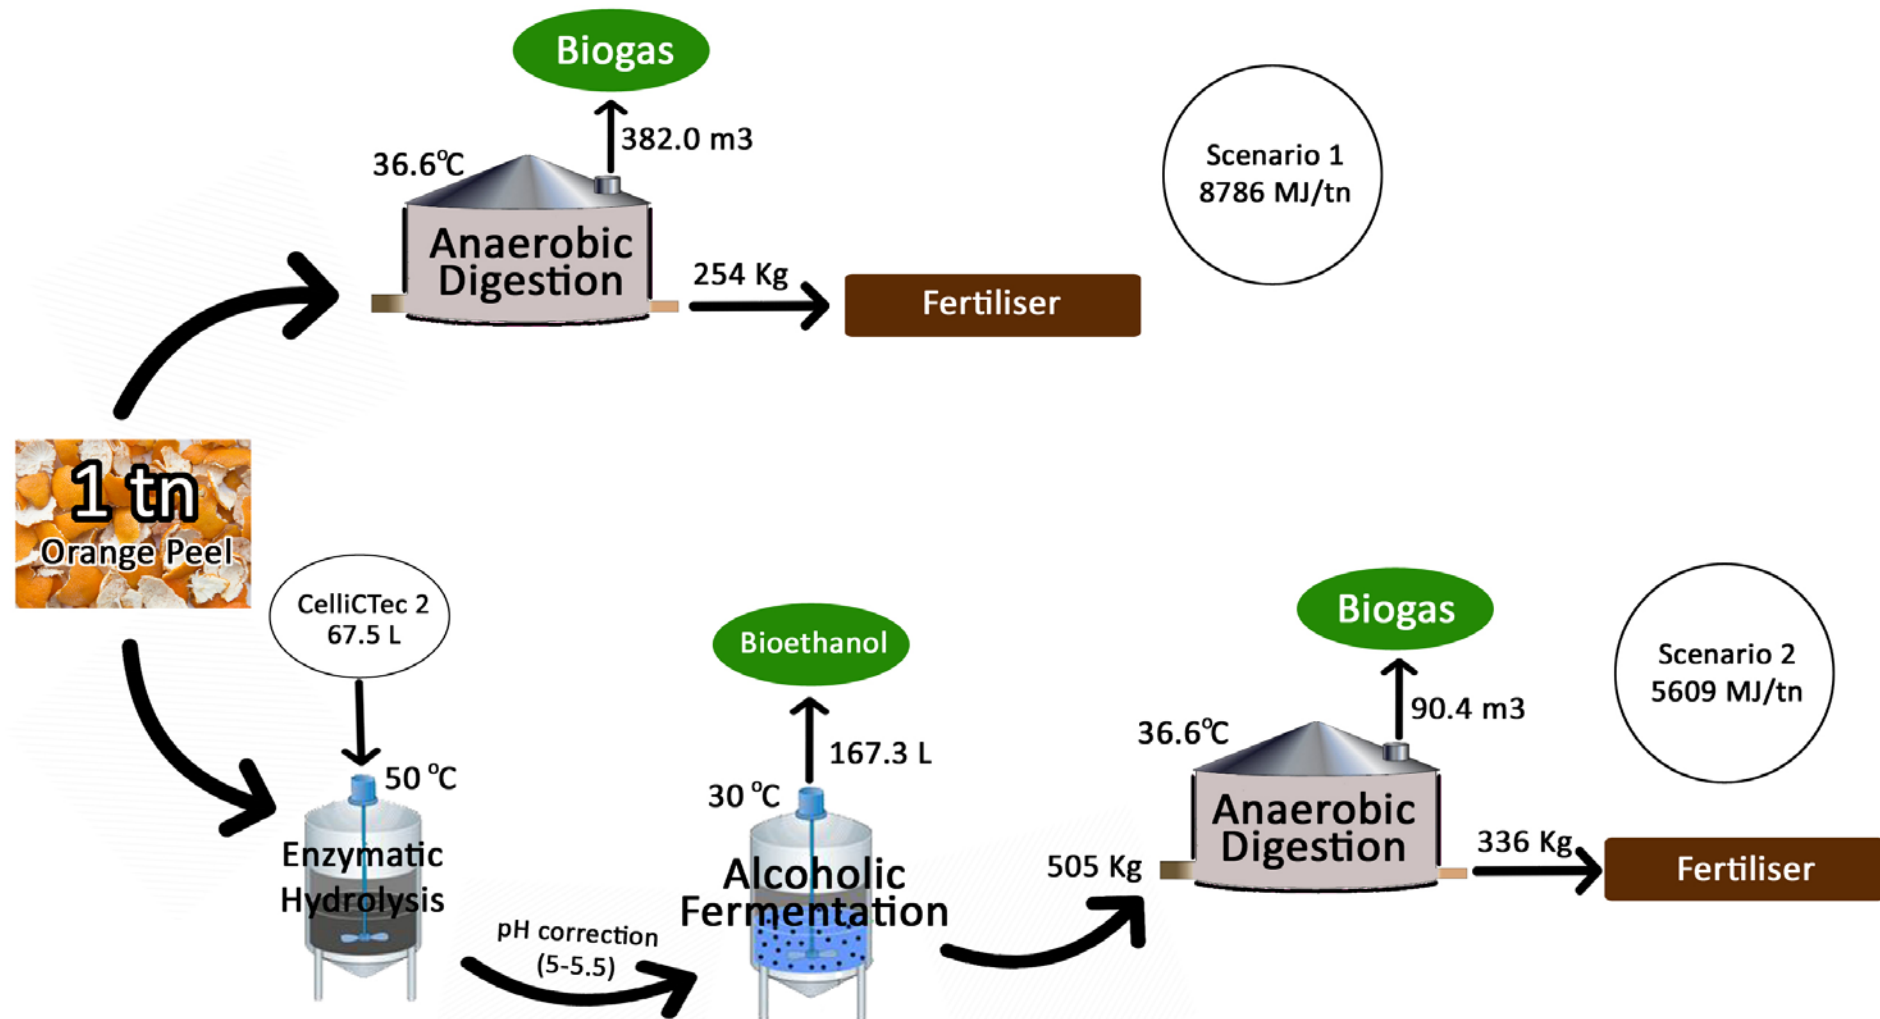 Biogas
382.0 m3
36.6°C
Anaerobic
Digestion
254 Kg
Fertiliser
Scenario 1
8786 MJ/tn
1 tn
Orange Peel
CelliCTec 2
67.5 L
50 °C
Enzymatic
Hydrolysis
pH correction
(5-5.5)
Bioethanol
167.3 L
30 °C
Alcoholic
Fermentation
505 Kg
Biogas
90.4 m3
36.6°C
Anaerobic
Digestion
336 Kg
Fertiliser
Scenario 2
5609 MJ/tn